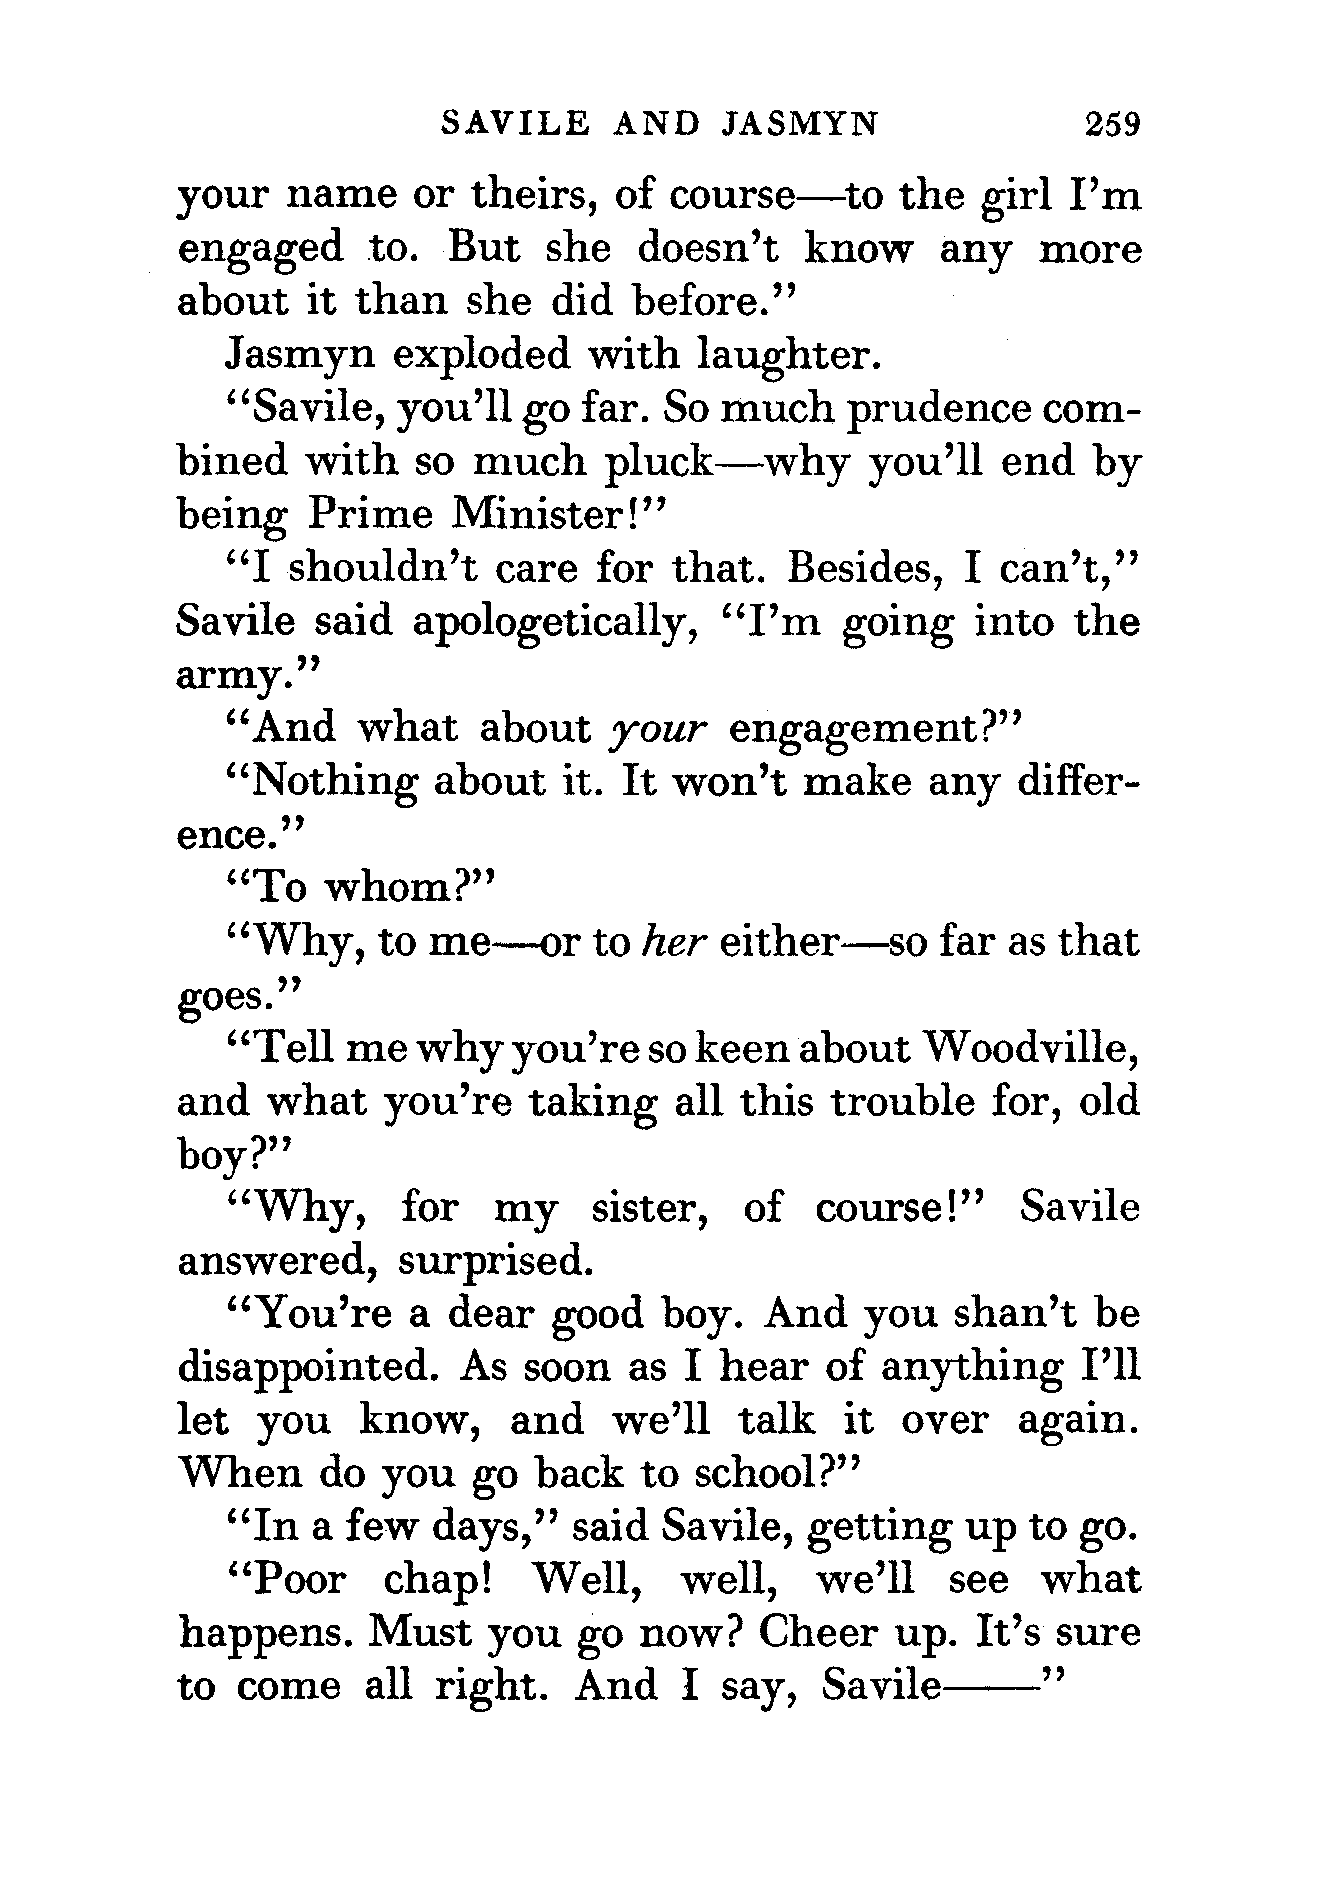 SAVILE AND JASMYN 259
your name or theirs, of course—to the girl I'm
engaged to. But she doesn't know any more
about it than she did before."
Jasmyn exploded with laughter.
"Savile, you'll go far. So much prudence com-
bined with so much pluck—why you'll end by
being Prime Minister!"
"I shouldn't care for that. Besides, I can't,"
Savile said apologetically, "I'm going into the
army."
"And what about your engagement?"
"Nothing about it. It won't make any differ-
ence."
"To whom?"
"Why, to me—or to her either—so far as that
goes."
"Tell me why you're so keen about Woodville,
and what you're taking all this trouble for, old
boy?"
"Why, for my sister, of course!" Savile
answered, surprised.
"You're a dear good boy. And you shan't be
disappointed. As soon as I hear of anything I'll
let you know, and we'll talk it over again.
When do you go back to school?"
"In a few days," said Savile, getting up to go.
"Poor chap! Well, well, we'll see what
happens. Must you go now? Cheer up. It's sure
to come all right. And I say, Savile——"